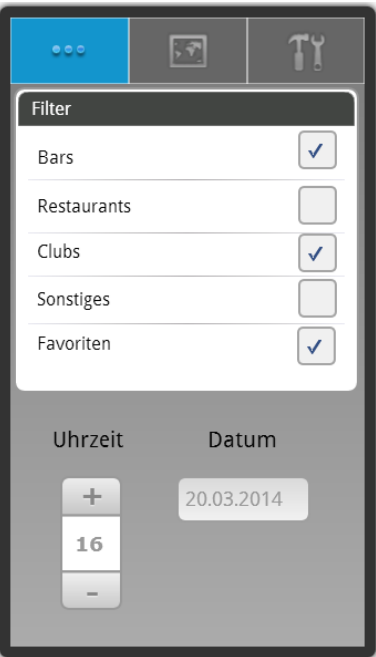 Filter
Bars
Restaurants
Clubs
Sonstiges
Favoriten
Uhrzeit Datum
+
20.03.2014
16
-